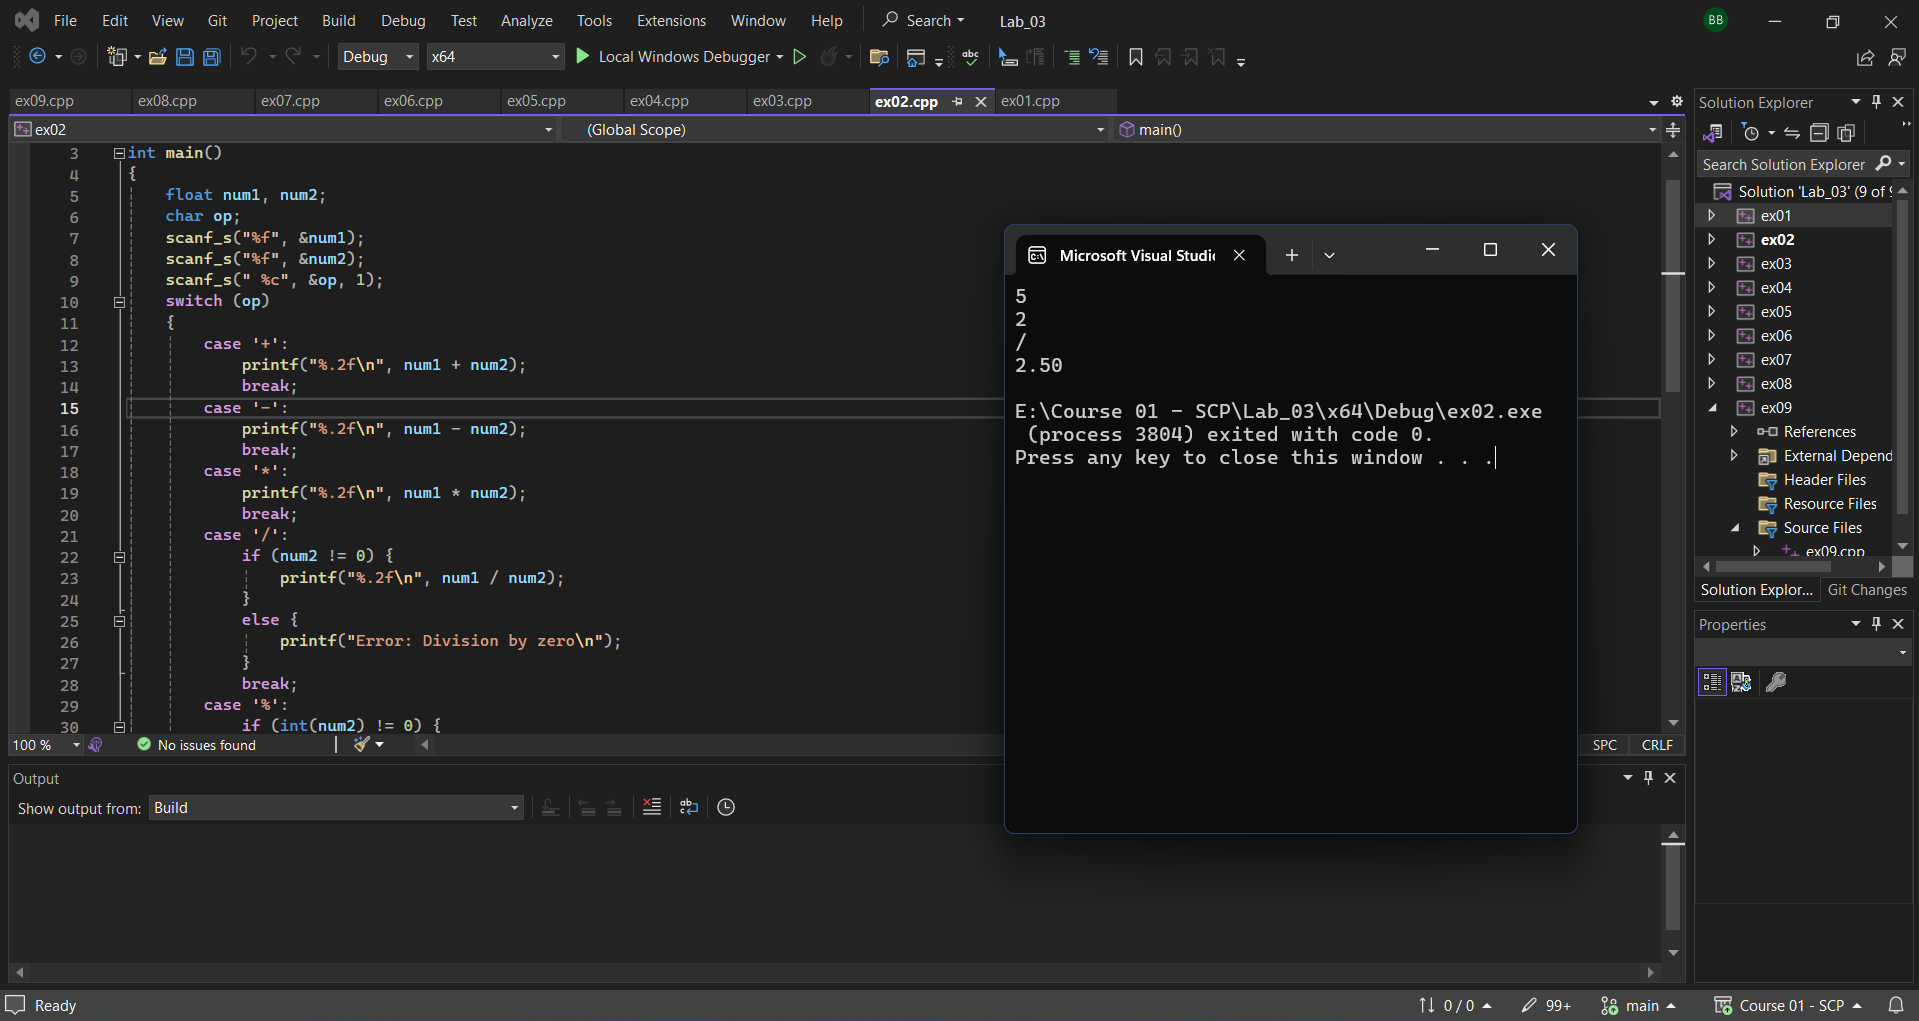 File Edit View Git Project Build Debug Test Analyze Tools Extensions Window Help Search Lab_03 BB
Debug x64 Local Windows Debugger
ex09.cpp ex08.cpp ex07.cpp ex06.cpp ex05.cpp ex04.cpp ex03.cpp ex02.cpp ex01.cpp
ex02 (Global Scope) main()
3 int main()
4 {
5 float num1, num2;
6 char op;
7 scanf_s("%f", &num1);
8 scanf_s("%f", &num2);
9 scanf_s(" %c", &op, 1);
10 switch (op)
11 {
12 case '+':
13 printf("%.2f\n", num1 + num2);
14 break;
15 case '-':
16 printf("%.2f\n", num1 - num2);
17 break;
18 case '*':
19 printf("%.2f\n", num1 * num2);
20 break;
21 case '/':
22 if (num2 != 0) {
23 printf("%.2f\n", num1 / num2);
24 }
25 else {
26 printf("Error: Division by zero\n");
27 }
28 break;
29 case '%':
30 if (int(num2) != 0) {
100 % No issues found SPC CRLF
Output
Show output from: Build
Microsoft Visual Studi
5
2
/
2.50
E:\Course 01 - SCP\Lab_03\x64\Debug\ex02.exe
(process 3804) exited with code 0.
Press any key to close this window . . .
Solution Explorer
Search Solution Explorer
Solution 'Lab_03' (9 of 9
ex01
ex02
ex03
ex04
ex05
ex06
ex07
ex08
ex09
References
External Depend
Header Files
Resource Files
Source Files
ex09.cpp
Solution Explor... Git Changes
Properties
Ready 0 / 0 99+ main Course 01 - SCP